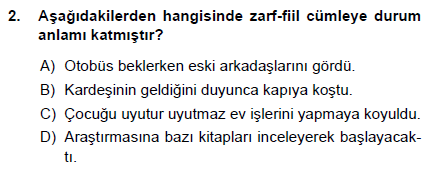 2. Aşağıdakilerden hangisinde zarf-fiil cümleye durum
anlamı katmıştır?
A) Otobüs beklerken eski arkadaşlarını gördü.
B) Kardeşinin geldiğini duyunca kapıya koştu.
C) Çocuğu uyutur uyutmaz ev işlerini yapmaya koyuldu.
D) Araştırmasına bazı kitapları inceleyerek başlayacak-
tı.